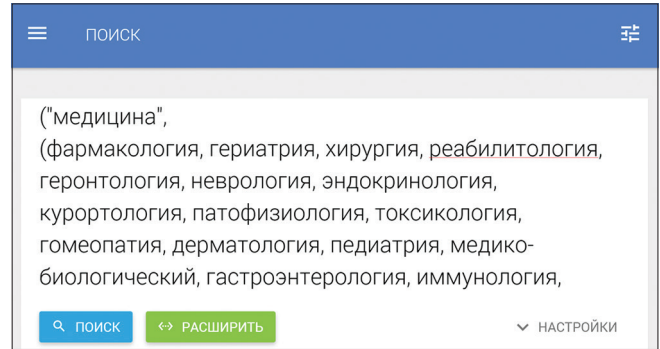 ПОИСК
("медицина",
(фармакология, гериатрия, хирургия, реабилитология,
геронтология, неврология, эндокринология,
курортология, патофизиология, токсикология,
гомеопатия, дерматология, педиатрия, медико-
биологический, гастроэнтерология, иммунология,
ПОИСК РАСШИРИТЬ НАСТРОЙКИ